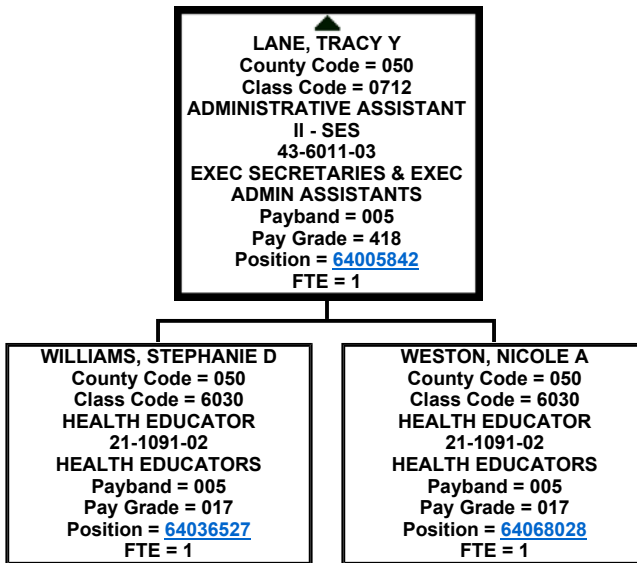 LANE, TRACY Y
County Code = 050
Class Code = 0712
ADMINISTRATIVE ASSISTANT
II - SES
43-6011-03
EXEC SECRETARIES & EXEC
ADMIN ASSISTANTS
Payband = 005
Pay Grade = 418
Position = 64005842
FTE = 1
WILLIAMS, STEPHANIE D
County Code = 050
Class Code = 6030
HEALTH EDUCATOR
21-1091-02
HEALTH EDUCATORS
Payband = 005
Pay Grade = 017
Position = 64036527
FTE = 1
WESTON, NICOLE A
County Code = 050
Class Code = 6030
HEALTH EDUCATOR
21-1091-02
HEALTH EDUCATORS
Payband = 005
Pay Grade = 017
Position = 64068028
FTE = 1